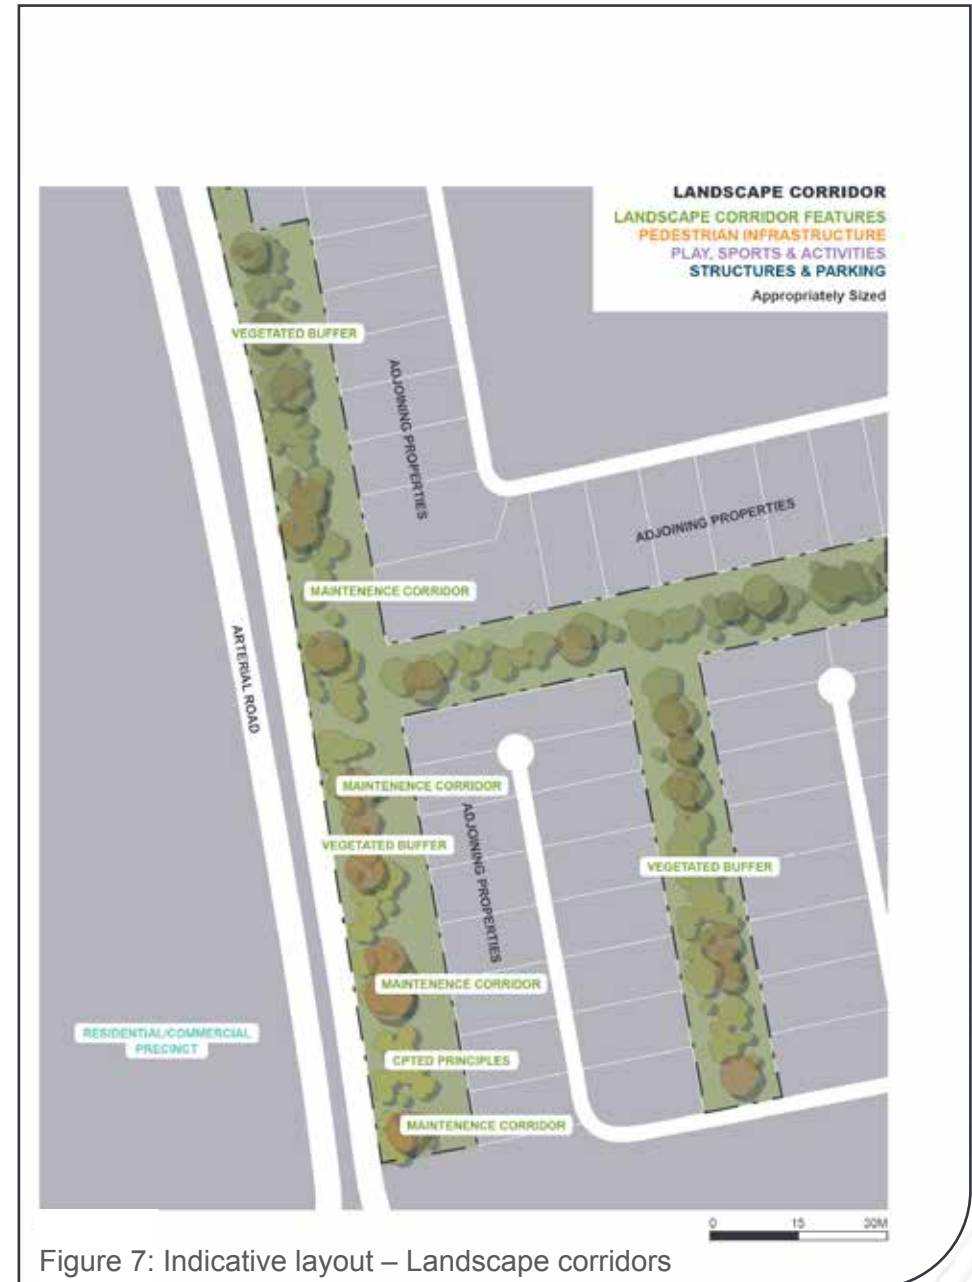 LANDSCAPE CORRIDOR
LANDSCAPE CORRIDOR FEATURES
PEDESTRIAN INFRASTRUCTURE
PLAY, SPORTS & ACTIVITIES
STRUCTURES & PARKING
Appropriately Sized
VEGETATED BUFFER
ADJOINING PROPERTIES
ADJOINING PROPERTIES
MAINTENENCE CORRIDOR
ARTERIAL ROAD
MAINTENENCE CORRIDOR
ADJOINING PROPERTIES
VEGETATED BUFFER
VEGETATED BUFFER
MAINTENENCE CORRIDOR
RESIDENTIAL/COMMERCIAL
PRECINCT
CPTED PRINCIPLES
MAINTENENCE CORRIDOR
0 15 30M
Figure 7: Indicative layout – Landscape corridors